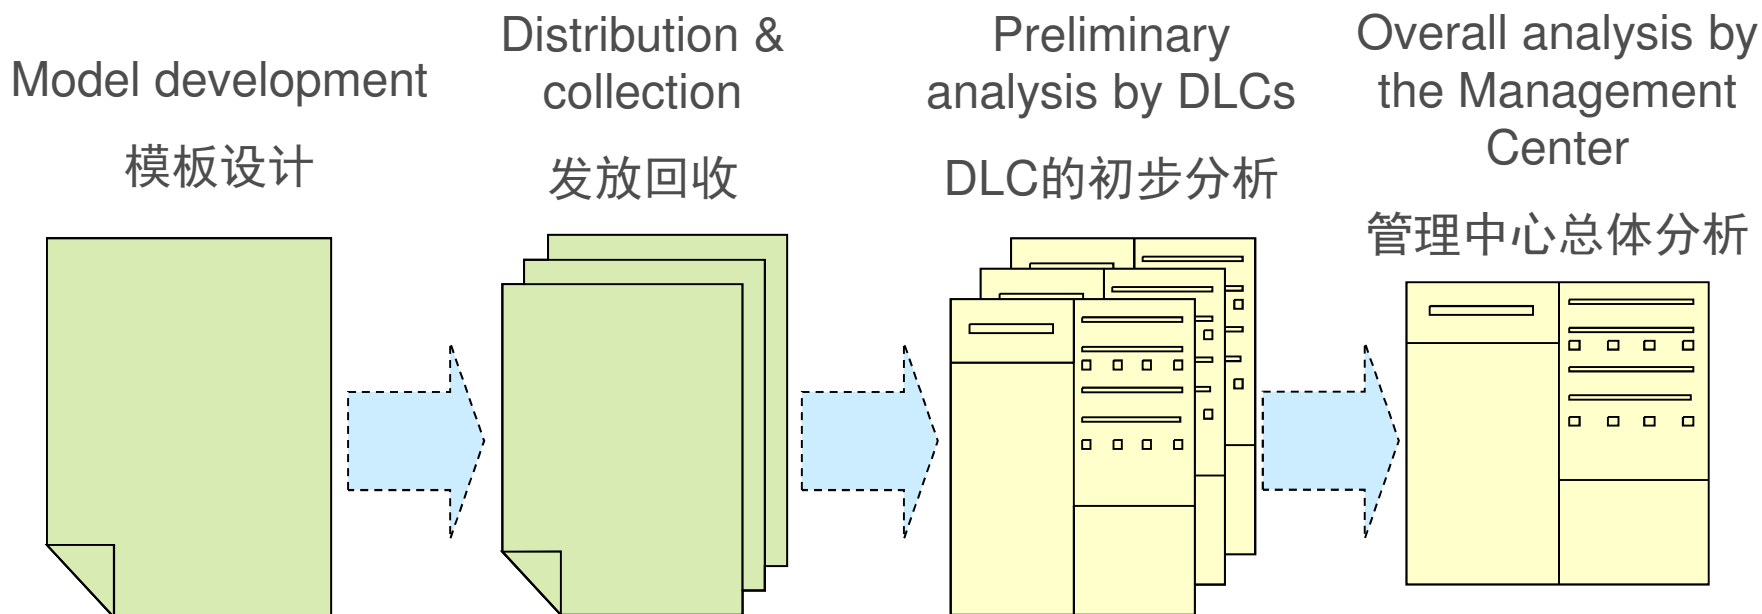 Model development
模板设计
Distribution &
collection
发放回收
Preliminary
analysis by DLCs
DLC的初步分析
Overall analysis by
the Management
Center
管理中心总体分析